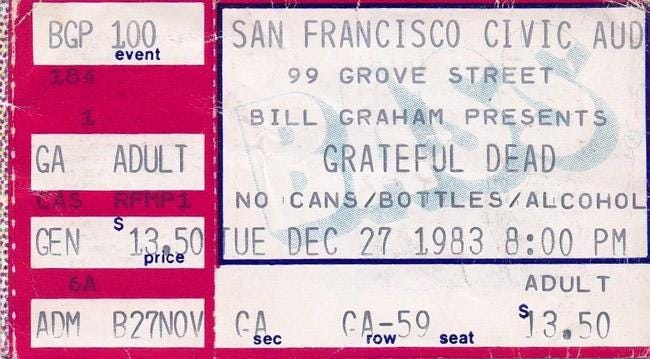 BGP 100
event
184
1
GA ADULT
CAS RFMP1
GEN $ 13.50
price
6A
ADM B27NOV
SAN FRANCISCO CIVIC AUD
99 GROVE STREET
BILL GRAHAM PRESENTS
BASS
GRATEFUL DEAD
NO CANS/BOTTLES/ALCOHOL
TUE DEC 27 1983 8:00 PM
ADULT
GA GA-59 $13.50
sec row seat